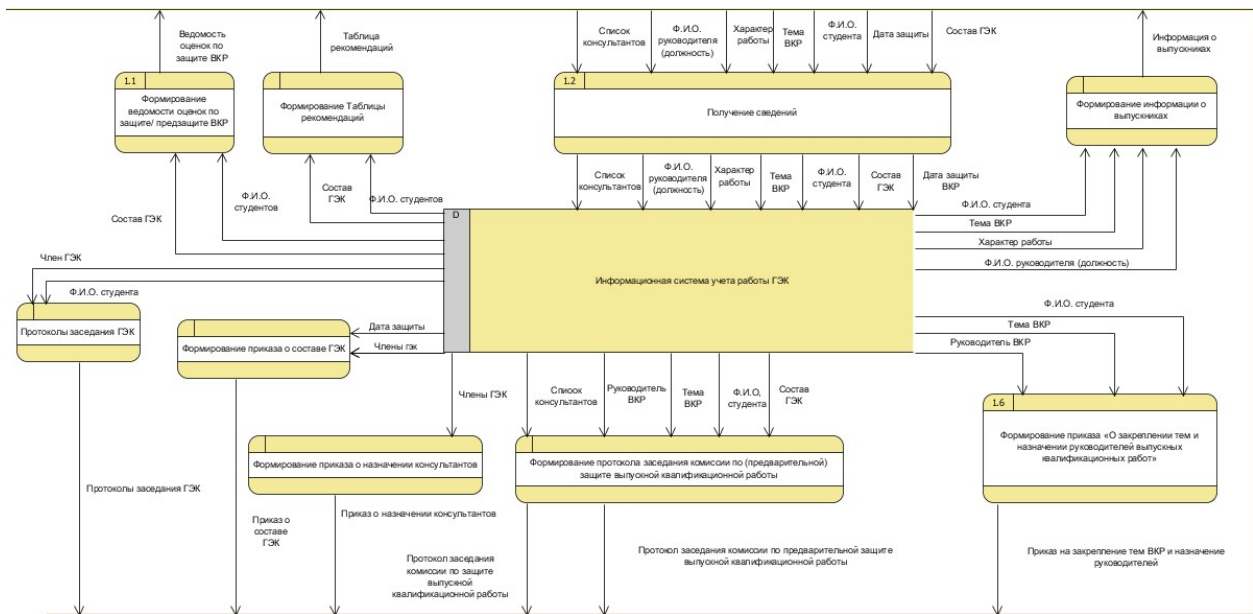 Ведомость
оценок по
защите ВКР
Таблица
рекомендаций
Список
консультантов
Ф.И.О.
руководителя
(должность)
Характер
работы
Тема
ВКР
Ф.И.О.
студента
Дата защиты
Состав ГЭК
Информация о
выпускниках
1.1
Формирование
ведомости оценок по
защите/ предзащите ВКР
Формирование Таблицы
рекомендаций
1.2
Получение сведений
Формирование информации о
выпускниках
Состав ГЭК
Ф.И.О.
студентов
Состав
ГЭК
Ф.И.О. студентов
Список
консультантов
Ф.И.О.
руководителя
(должность)
Характер
работы
Тема
ВКР
Ф.И.О.
студента
Состав
ГЭК
Дата защиты
ВКР
Ф.И.О. студента
Тема ВКР
Характер работы
Ф.И.О. руководителя (должность)
D
Информационная система учета работы ГЭК
Член ГЭК
Ф.И.О. студента
Протоколы заседания ГЭК
Формирование приказа о составе ГЭК
Дата защиты
Члены гэк
Ф.И.О. студента
Тема ВКР
Руководитель ВКР
Члены ГЭК
Список
консультантов
Руководитель
ВКР
Тема
ВКР
Ф.И.О,
студента
Состав
ГЭК
Формирование приказа о назначении консультантов
Формирование протокола заседания комиссии по (предварительной)
защите выпускной квалификационной работы
1.6
Формирование приказа «О закреплении тем и
назначении руководителей выпускных
квалификационных работ»
Протоколы заседания ГЭК
Приказ о
составе
ГЭК
Приказ о назначении консультантов
Протокол заседания
комиссии по защите
выпускной
квалификационной работы
Протокол заседания комиссии по предварительной защите
выпускной квалификационной работы
Приказ на закрепление тем ВКР и назначение
руководителей